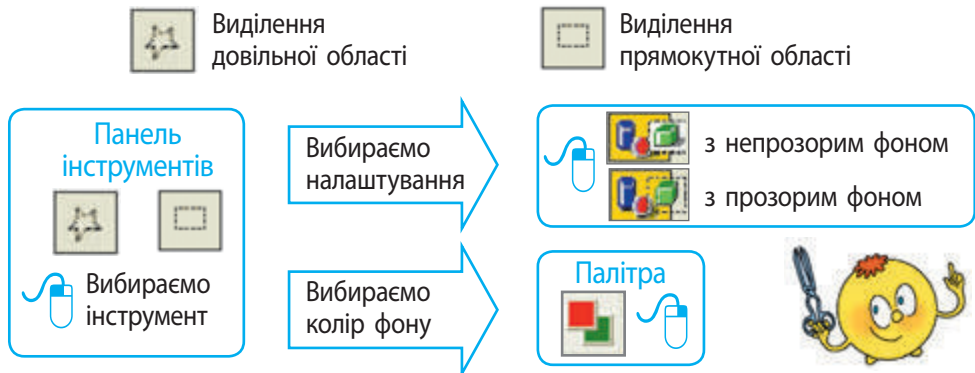 Виділення
довільної області
Виділення
прямокутної області
Панель
інструментів
Вибираємо
інструмент
Вибираємо
налаштування
з непрозорим фоном
з прозорим фоном
Вибираємо
колір фону
Палітра